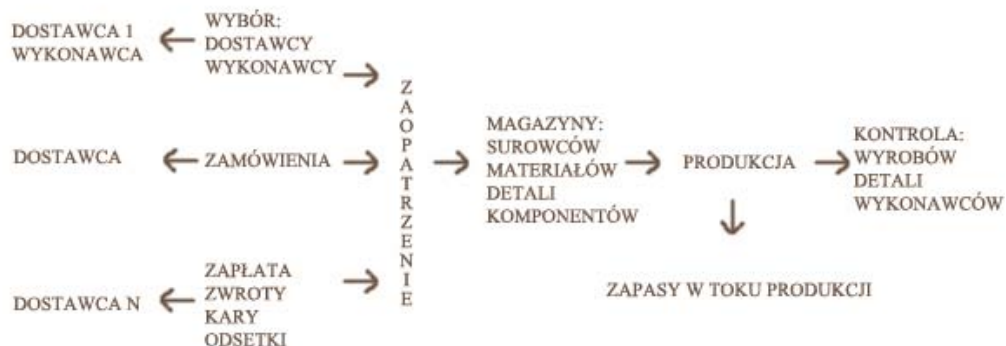 DOSTAWCA 1
WYKONAWCA
WYBÓR:
DOSTAWCY
WYKONAWCY
DOSTAWCA
ZAMÓWIENIA
DOSTAWCA N
ZAPŁATA
ZWROTY
KARY
ODSETKI
ZAOPATRZENIE
MAGAZYNY:
SUROWCÓW
MATERIAŁÓW
DETALI
KOMPONENTÓW
PRODUKCJA
ZAPASY W TOKU PRODUKCJI
KONTROLA:
WYROBÓW
DETALI
WYKONAWCÓW